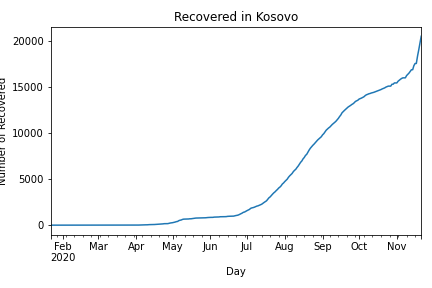 Recovered in Kosovo
Number of Recovered
20000
15000
10000
5000
0
Feb Mar Apr May Jun Jul Aug Sep Oct Nov
2020
Day